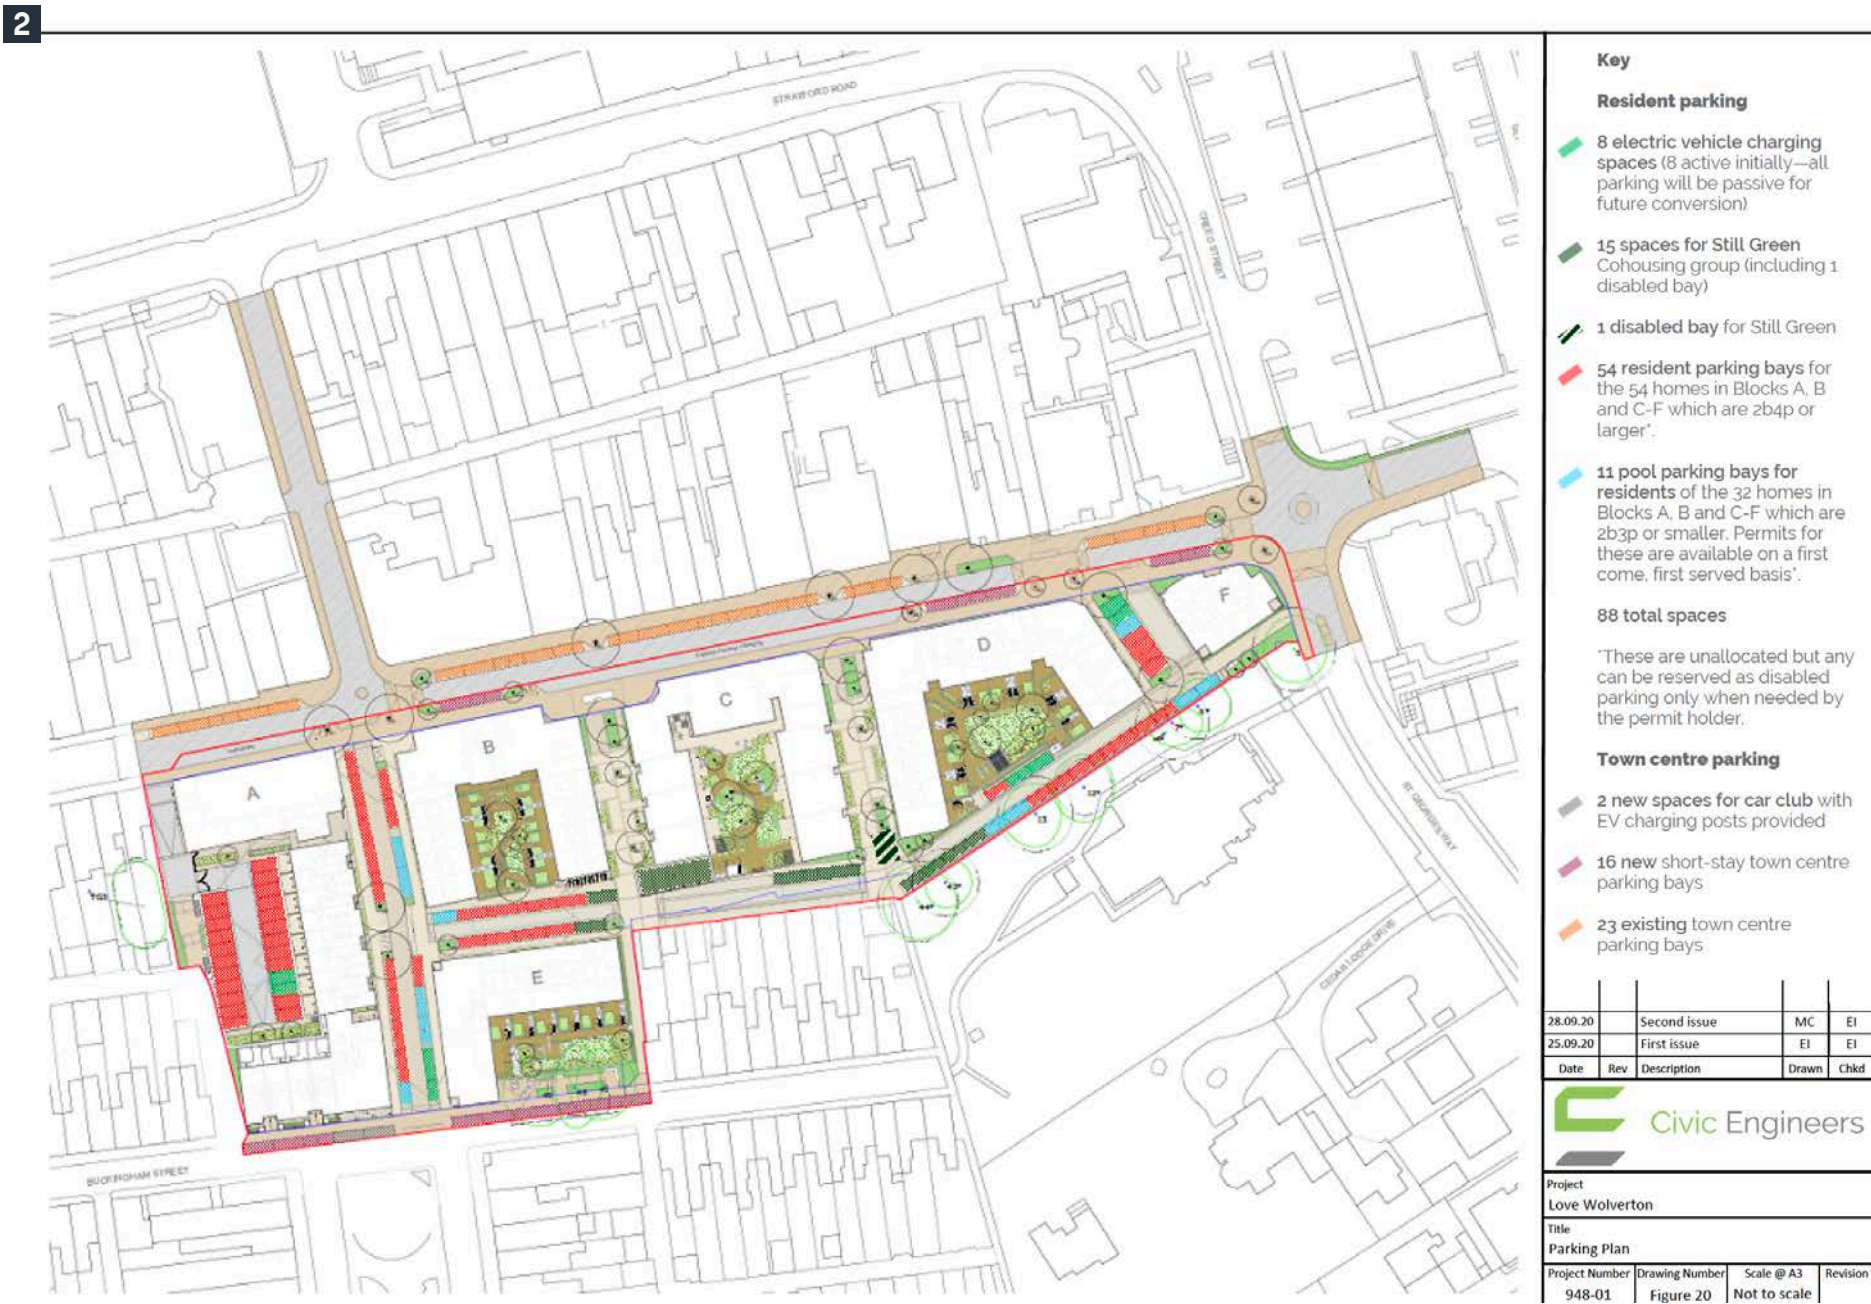 2
STRATFORD ROAD
CREED STREET
F
D
C
B
A
E
ST GEORGE'S WAY
CEDAR LODGE DRIVE
BUCKINGHAM STREET
Key
Resident parking
8 electric vehicle charging
spaces (8 active initially—all
parking will be passive for
future conversion)
15 spaces for Still Green
Cohousing group (including 1
disabled bay)
1 disabled bay for Still Green
54 resident parking bays for
the 54 homes in Blocks A, B
and C-F which are 2b4p or
larger*.
11 pool parking bays for
residents of the 32 homes in
Blocks A, B and C-F which are
2b3p or smaller. Permits for
these are available on a first
come, first served basis*.
88 total spaces
*These are unallocated but any
can be reserved as disabled
parking only when needed by
the permit holder.
Town centre parking
2 new spaces for car club with
EV charging posts provided
16 new short-stay town centre
parking bays
23 existing town centre
parking bays
28.09.20 Second issue MC EI
25.09.20 First issue EI EI
Date Rev Description Drawn Chkd
Civic Engineers
Project
Love Wolverton
Title
Parking Plan
Project Number Drawing Number Scale @ A3 Revision
948-01 Figure 20 Not to scale